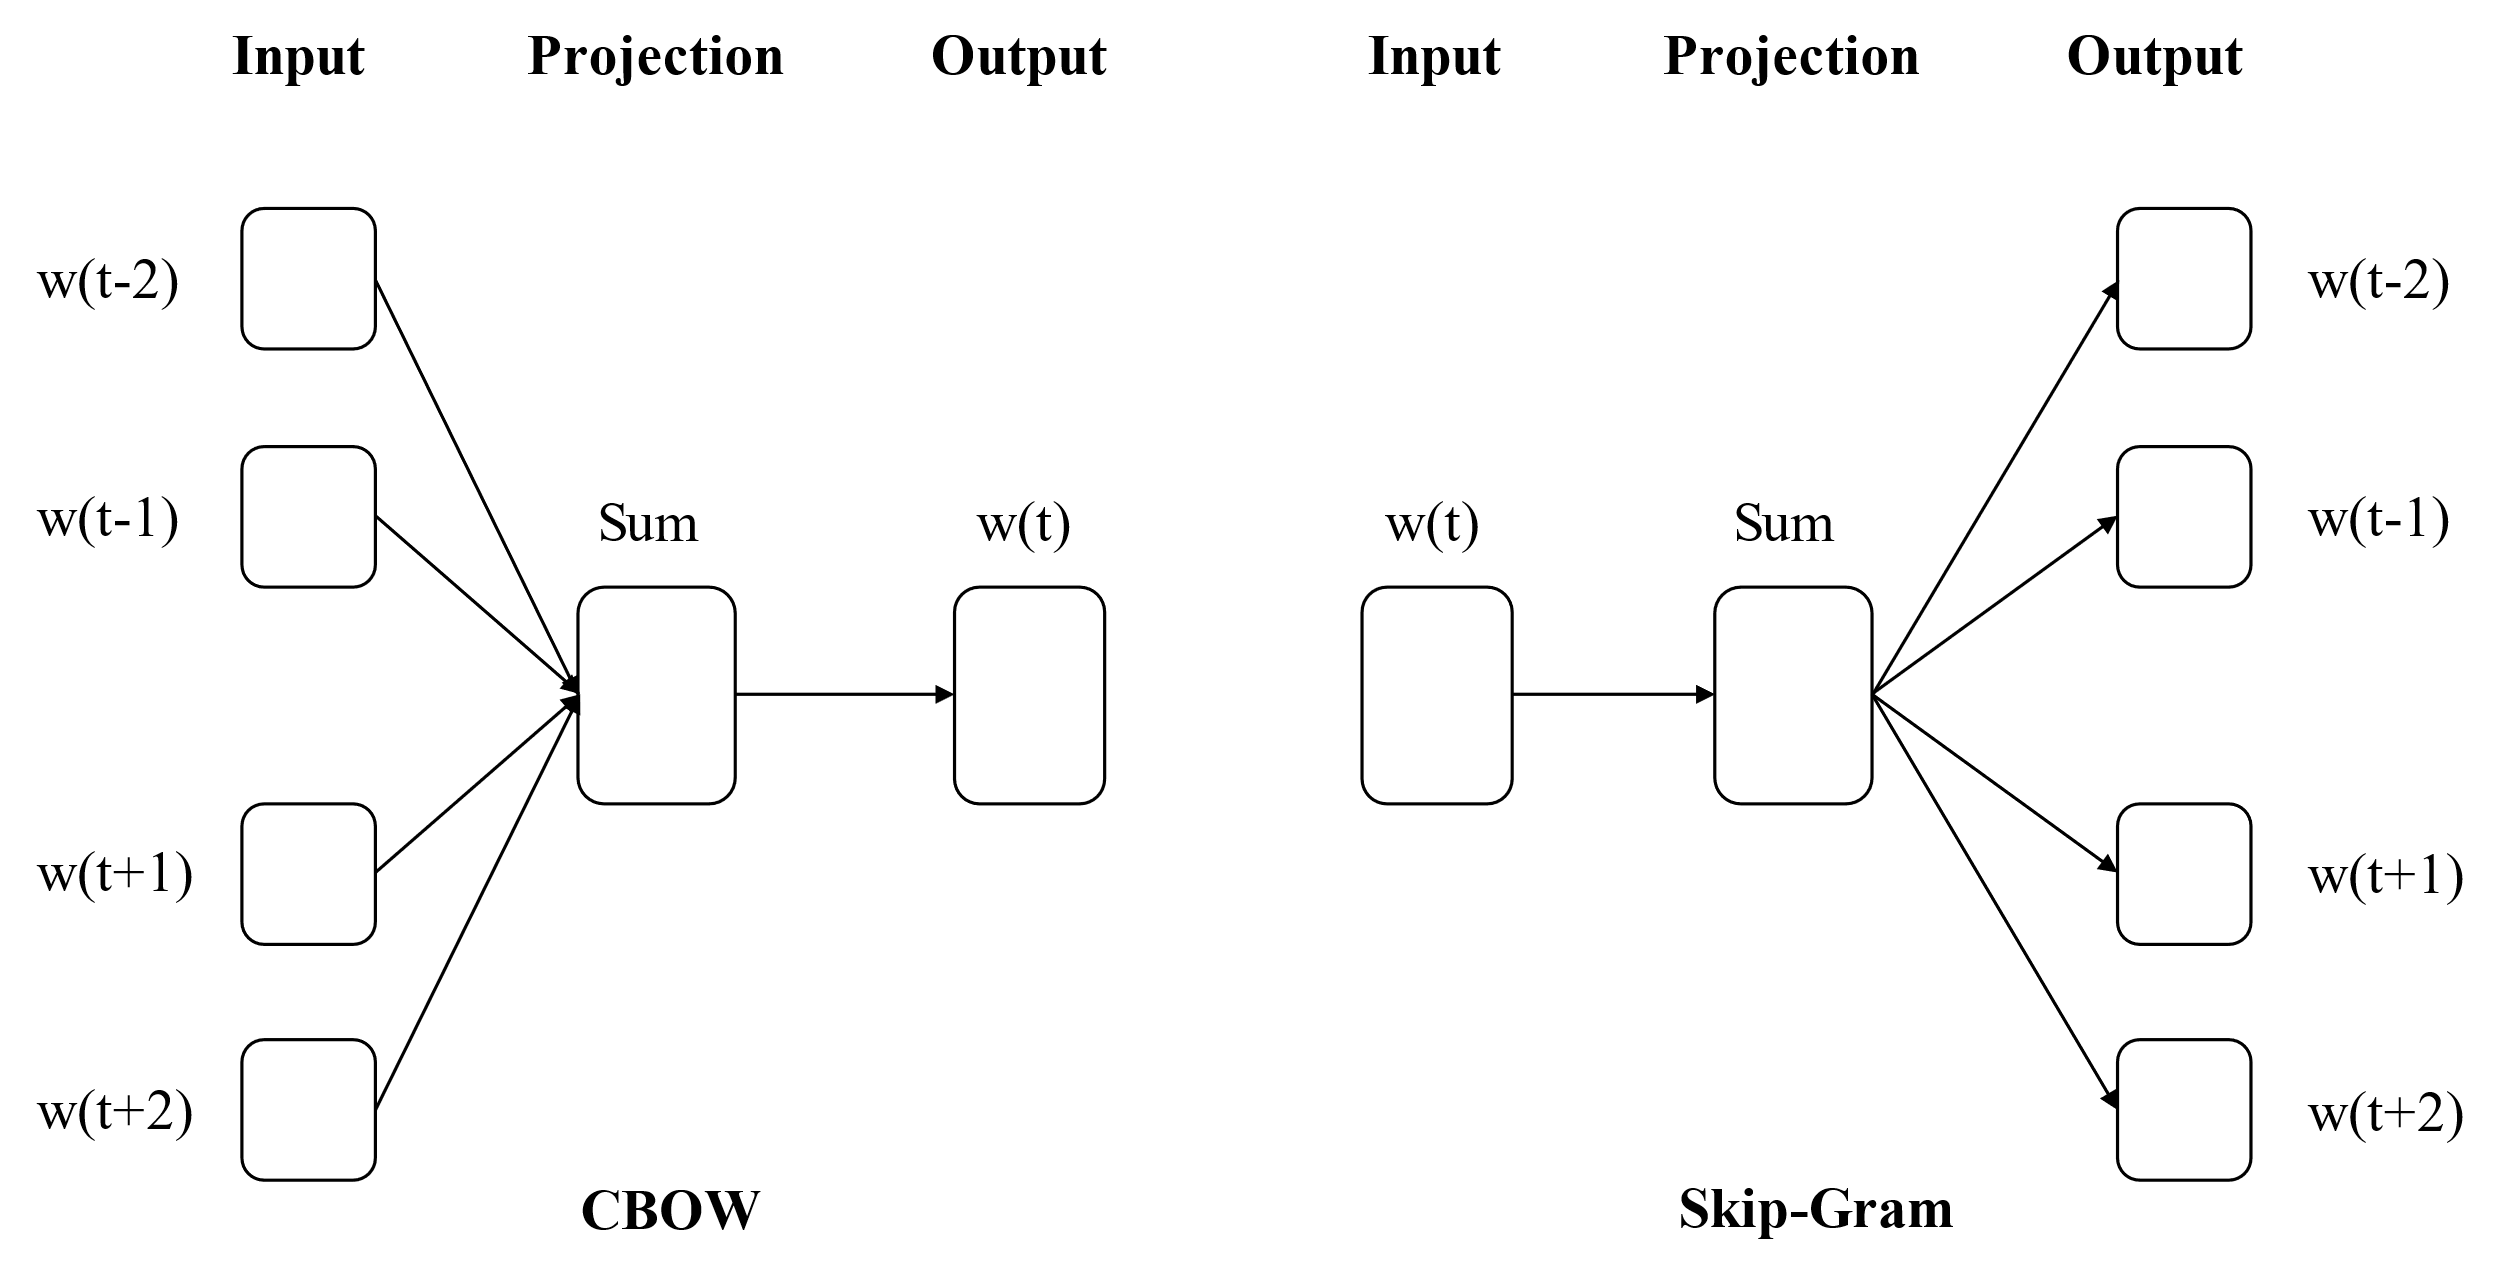 Input Projection Output
w(t-2)
w(t-1)
Sum w(t)
w(t+1)
w(t+2)
CBOW
Input Projection Output
w(t-2)
w(t-1)
w(t) Sum
w(t+1)
w(t+2)
Skip-Gram